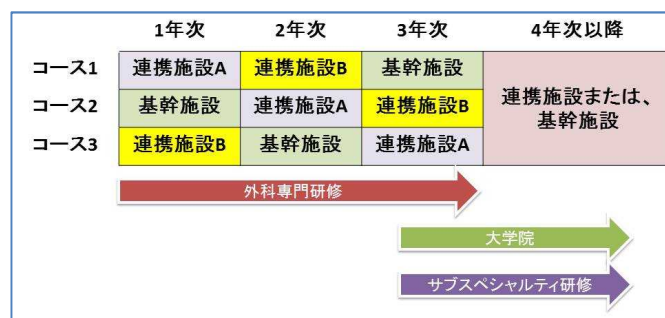 1年次 2年次 3年次 4年次以降
コース1 連携施設A 連携施設B 基幹施設
コース2 基幹施設 連携施設A 連携施設B
コース3 連携施設B 基幹施設 連携施設A
連携施設または、
基幹施設
外科専門研修
大学院
サブスペシャルティ研修